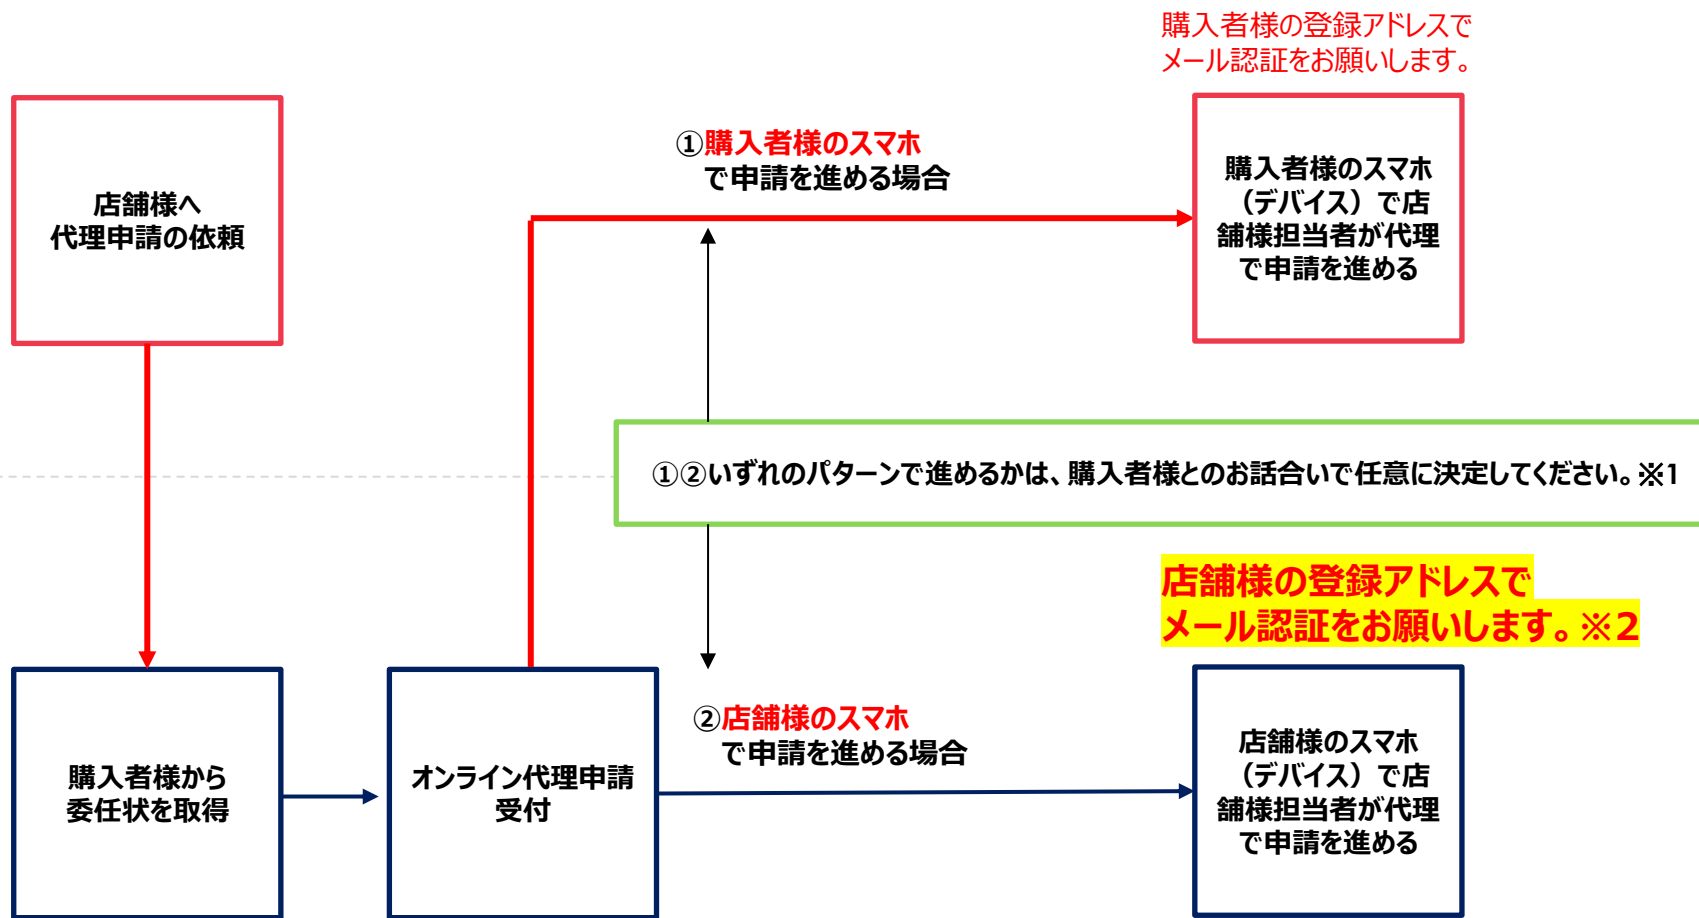 購入者様の登録アドレスで
メール認証をお願いします。
店舗様へ
代理申請の依頼
①購入者様のスマホ
で申請を進める場合
購入者様のスマホ
（デバイス）で店
舗様担当者が代理
で申請を進める
①②いずれのパターンで進めるかは、購入者様とのお話合いで任意に決定してください。※1
店舗様の登録アドレスで
メール認証をお願いします。※2
購入者様から
委任状を取得
オンライン代理申請
受付
②店舗様のスマホ
で申請を進める場合
店舗様のスマホ
（デバイス）で店
舗様担当者が代理
で申請を進める